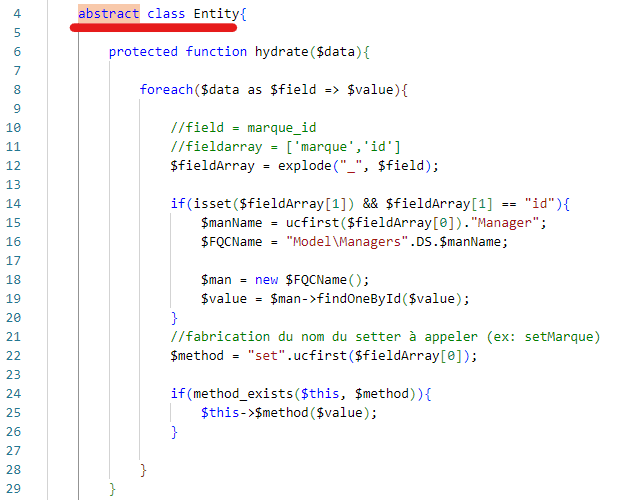 4 abstract class Entity{
5
6 protected function hydrate($data){
7
8 foreach($data as $field => $value){
9
10 //field = marque_id
11 //fieldarray = ['marque','id']
12 $fieldArray = explode("_", $field);
13
14 if(isset($fieldArray[1]) && $fieldArray[1] == "id"){
15 $manName = ucfirst($fieldArray[0])."Manager";
16 $FQCName = "Model\Managers".DS.$manName;
17
18 $man = new $FQCName();
19 $value = $man->findOneById($value);
20 }
21 //fabrication du nom du setter à appeler (ex: setMarque)
22 $method = "set".ucfirst($fieldArray[0]);
23
24 if(method_exists($this, $method)){
25 $this->$method($value);
26 }
27
28 }
29 }